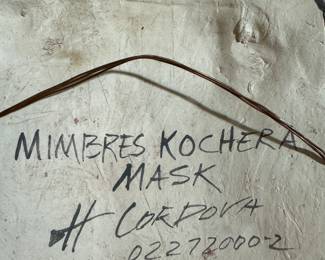 MIMBRES KOCHERA
MASK
H CORDOVA
02272000-2